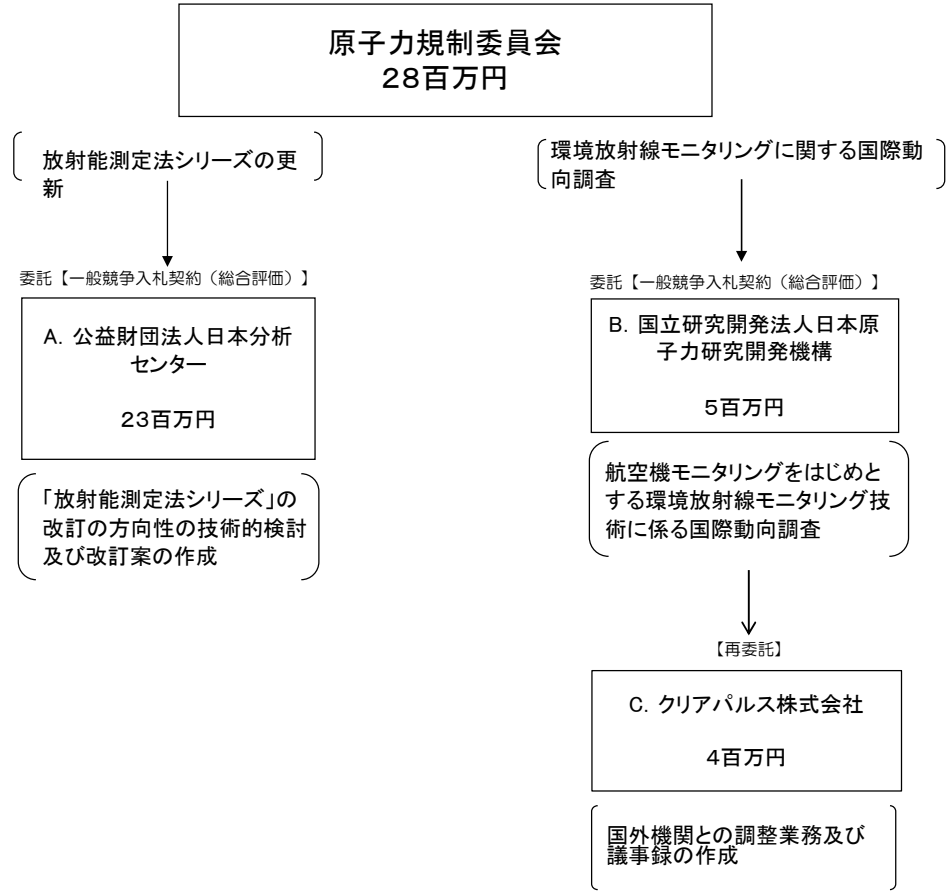 原子力規制委員会
28百万円
放射能測定法シリーズの更
新
環境放射線モニタリングに関する国際動
向調査
委託【一般競争入札契約(総合評価)】
委託【一般競争入札契約(総合評価)】
A. 公益財団法人日本分析
センター
23百万円
B. 国立研究開発法人日本原
子力研究開発機構
5百万円
「放射能測定法シリーズ」の
改訂の方向性の技術的検討
及び改訂案の作成
航空機モニタリングをはじめと
する環境放射線モニタリング技
術に係る国際動向調査
【再委託】
C. クリアパルス株式会社
4百万円
国外機関との調整業務及び
議事録の作成